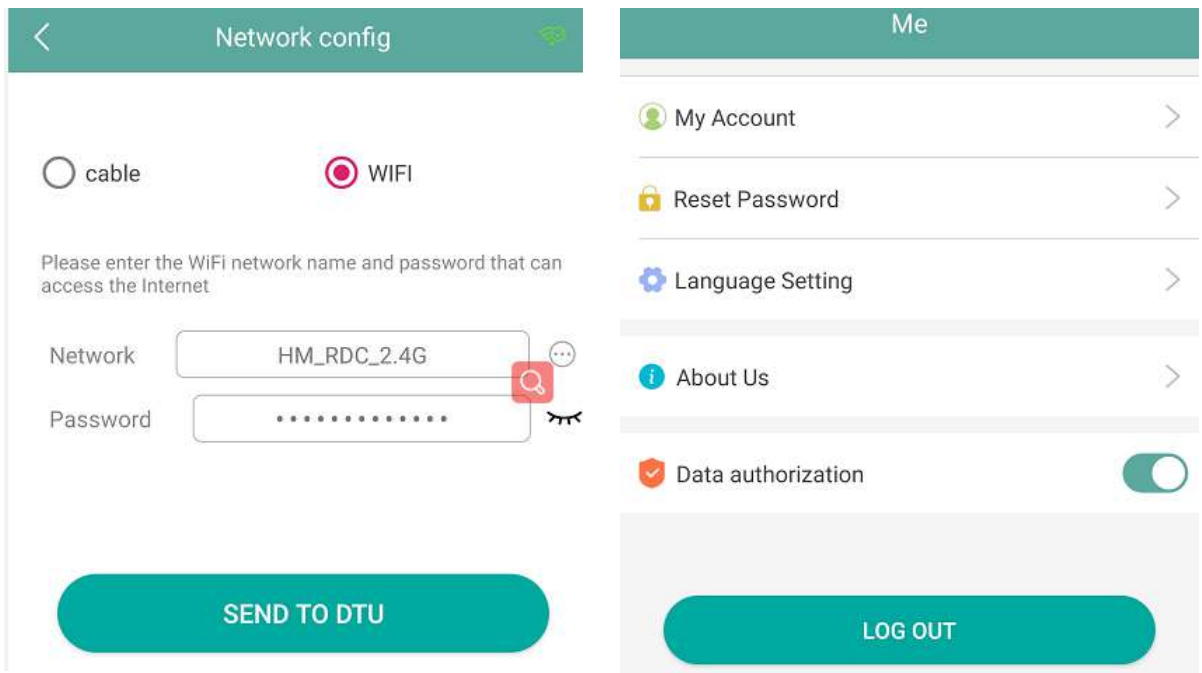 Network config
cable
WIFI
Please enter the WiFi network name and password that can
access the Internet
Network
HM_RDC_2.4G
Password
•••••••••••••
SEND TO DTU
Me
My Account
Reset Password
Language Setting
About Us
Data authorization
LOG OUT